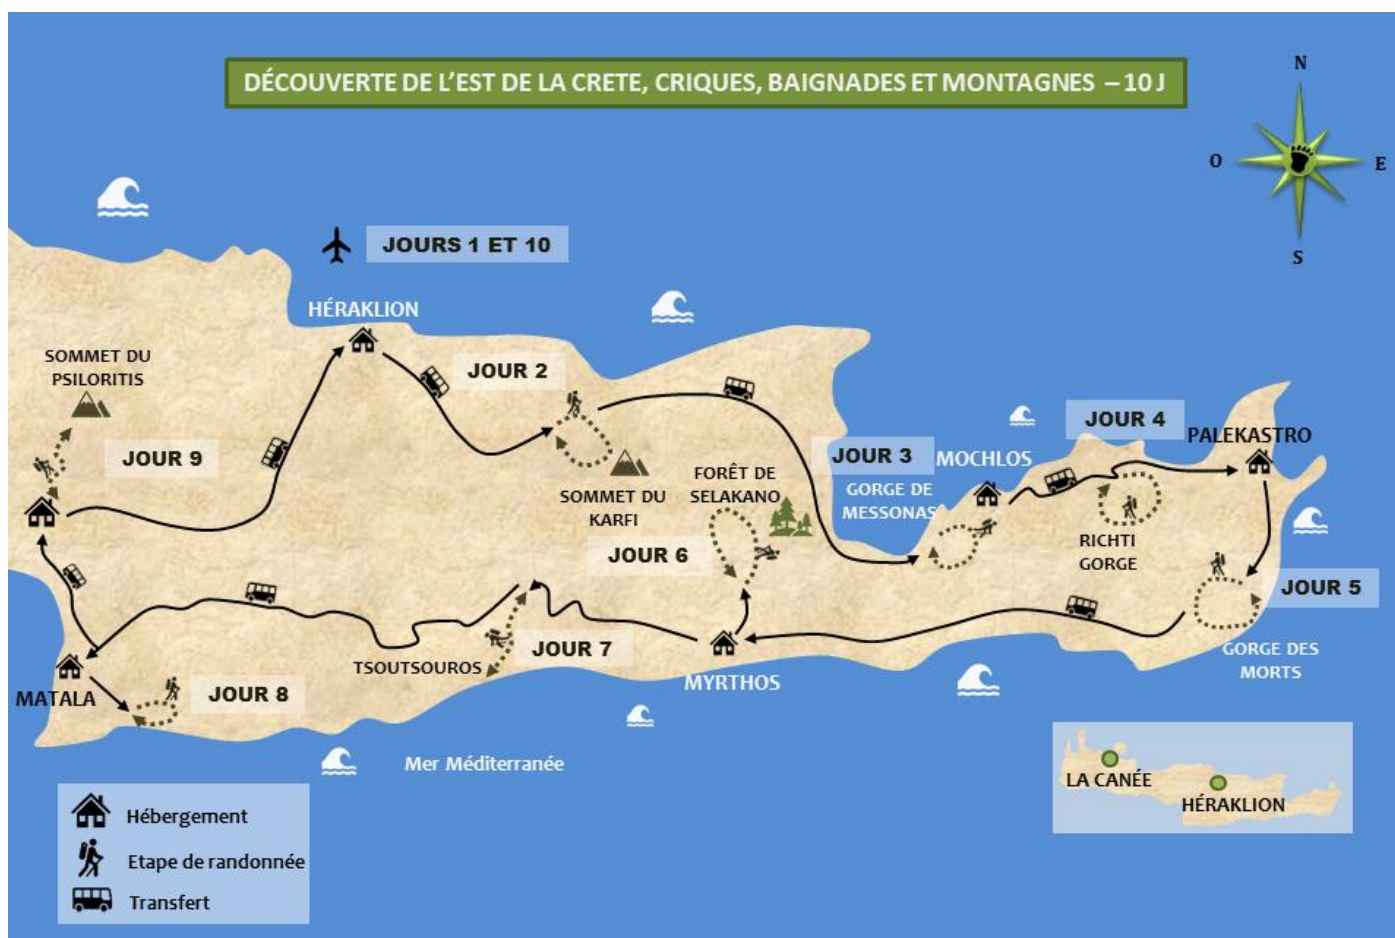 DÉCOUVERTE DE L'EST DE LA CRETE, CRIQUES, BAIGNADES ET MONTAGNES – 10 J
N
O
E
S
JOURS 1 ET 10
HÉRAKLION
SOMMET DU
PSILORITIS
JOUR 2
JOUR 4
PALEKASTRO
JOUR 9
JOUR 3
MOCHLOS
FORÊT DE
SELAKANO
GORGE DE
MESSONAS
SOMMET DU
KARFI
RICHTI
GORGE
JOUR 6
JOUR 5
JOUR 7
TSOUTSOUROS
GORGE DES
MORTS
MYRTHOS
MATALA
JOUR 8
Mer Méditerranée
LA CANÉE
HÉRAKLION
Hébergement
Etape de randonnée
Transfert